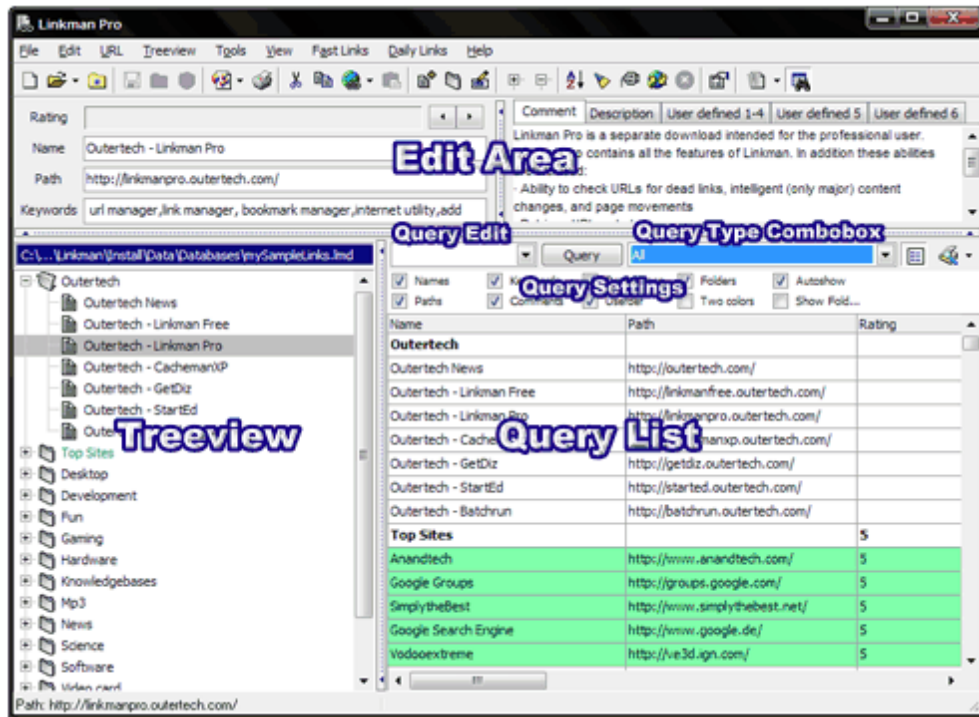 Linkman Pro
File Edit URL Treeview Tools View Fast Links Daily Links Help
Rating
Name Outertech - Linkman Pro
Path http://linkmanpro.outertech.com/
Keywords url manager,link manager, bookmark manager,internet utility,add
Comment Description User defined 1-4 User defined 5 User defined 6
Linkman Pro is a separate download intended for the professional user.
contains all the features of Linkman. In addition these abilities
- Ability to check URLs for dead links, intelligent (only major) content
changes, and page movements
Edit Area
Query Edit
Query Type Combobox
C:\...\Linkman\Install\Data\Databases\mySampleLinks.lmd
Query All
Names Folders Autoshow
Query Settings
Paths Comments Two colors Show Fold...
Outertech
Outertech News
Outertech - Linkman Free
Outertech - Linkman Pro
Outertech - CachemanXP
Outertech - GetDiz
Outertech - StartEd
Treeview
Top Sites
Desktop
Development
Fun
Gaming
Hardware
Knowledgebases
Mp3
News
Science
Software
Video card
Name Path Rating
Outertech
Outertech News http://outertech.com/
Outertech - Linkman Free http://linkmanfree.outertech.com/
Outertech - Linkman Pro http://linkmanpro.outertech.com/
Query List
Outertech - GetDiz http://getdiz.outertech.com/
Outertech - StartEd http://started.outertech.com/
Outertech - Batchrun http://batchrun.outertech.com/
Top Sites 5
Anandtech http://www.anandtech.com/ 5
Google Groups http://groups.google.com/ 5
SimplytheBest http://www.simplythebest.net/ 5
Google Search Engine http://www.google.de/ 5
Vodooextreme http://ve3d.ign.com/ 5
Path: http://linkmanpro.outertech.com/